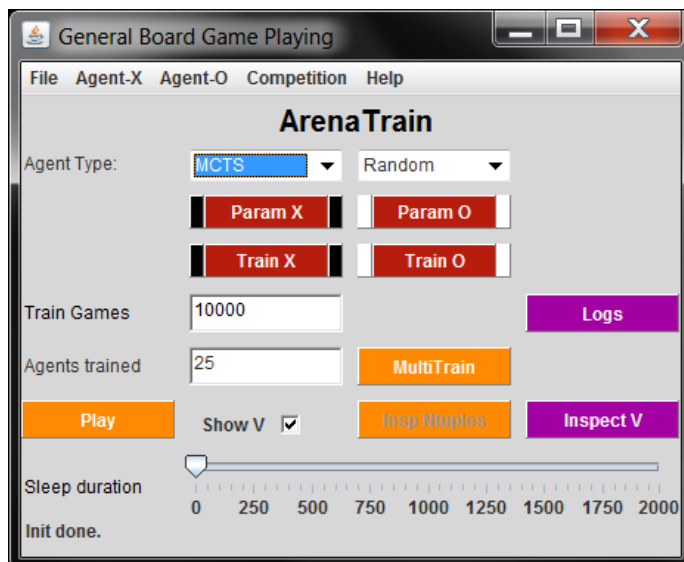 General Board Game Playing
File Agent-X Agent-O Competition Help
ArenaTrain
Agent Type: MCTS Random
Param X Param O
Train X Train O
Train Games 10000 Logs
Agents trained 25 MultiTrain
Play Show V Insp Ntuples Inspect V
Sleep duration
0 250 500 750 1000 1250 1500 1750 2000
Init done.